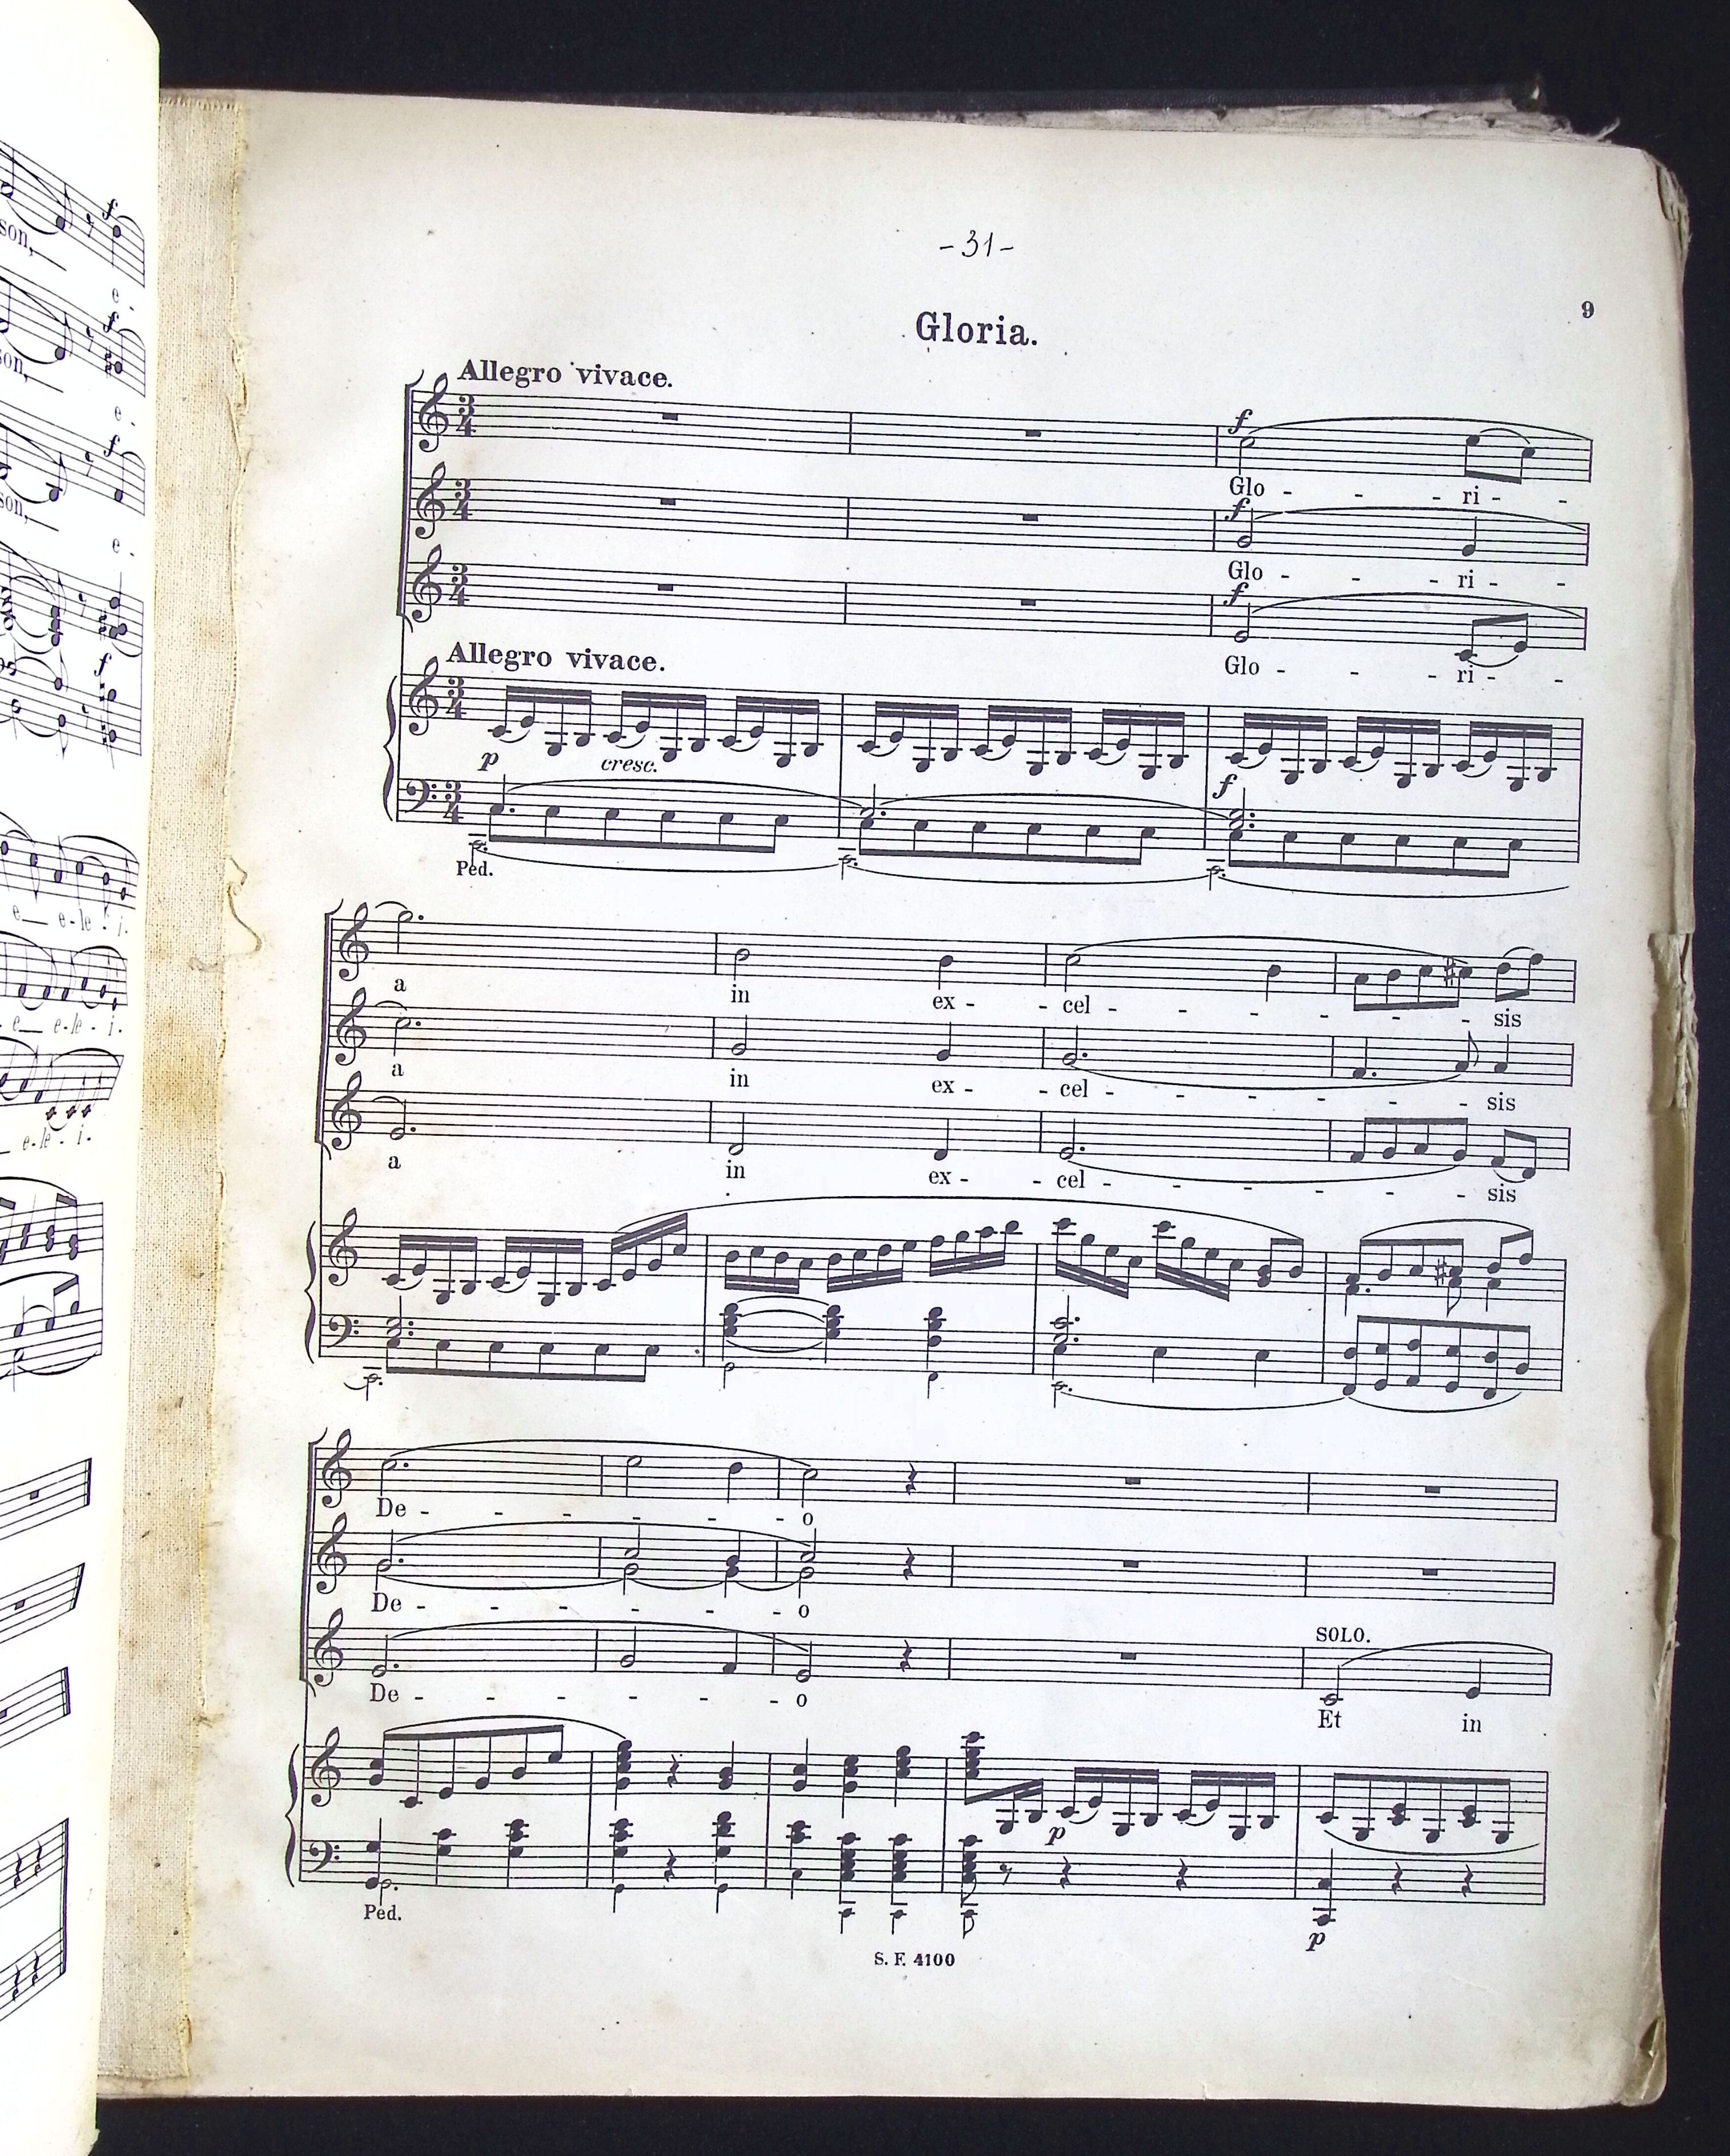 -31-
9
Gloria.
Allegro vivace.
f
Glo - - - ri - -
f
Glo - - - ri - -
f
Glo - - - ri - -
Allegro vivace.
p cresc. f
Ped.
a in ex - - cel - - - - - - sis
a in ex - - cel - - - - - - sis
a in ex - - cel - - - - - - sis
De - - - - - - o
De - - - - - - o
SOLO.
De - - - - - - o Et in
p
Ped.
p
S. F. 4100
son,
f
e -
son,
f
e -
son,
f
e -
f
e e-le - i-
e e-le - i-
e-le - i-